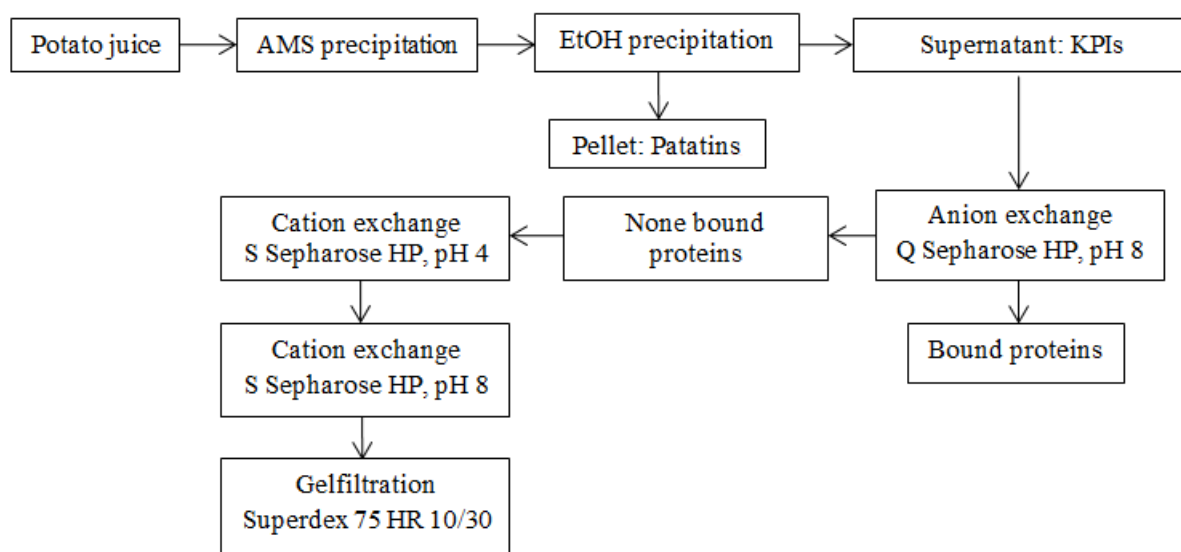 Potato juice
AMS precipitation
EtOH precipitation
Supernatant: KPIs
Pellet: Patatins
Anion exchange
Q Sepharose HP, pH 8
None bound
proteins
Cation exchange
S Sepharose HP, pH 4
Bound proteins
Cation exchange
S Sepharose HP, pH 8
Gelfiltration
Superdex 75 HR 10/30